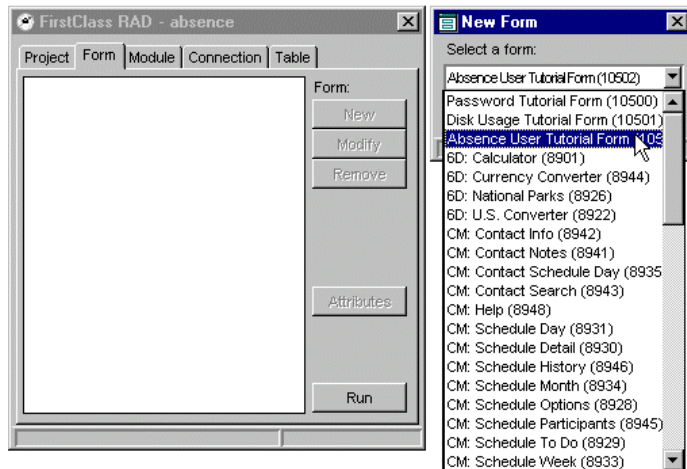 FirstClass RAD - absence
Project Form Module Connection Table
Form:
New
Modify
Remove
Attributes
Run
New Form
Select a form:
Absence User Tutorial Form (10502)
Password Tutorial Form (10500)
Disk Usage Tutorial Form (10501)
Absence User Tutorial Form (105
6D: Calculator (8901)
6D: Currency Converter (8944)
6D: National Parks (8926)
6D: U.S. Converter (8922)
CM: Contact Info (8942)
CM: Contact Notes (8941)
CM: Contact Schedule Day (8935
CM: Contact Search (8943)
CM: Help (8948)
CM: Schedule Day (8931)
CM: Schedule Detail (8930)
CM: Schedule History (8946)
CM: Schedule Month (8934)
CM: Schedule Options (8928)
CM: Schedule Participants (8945)
CM: Schedule To Do (8929)
CM: Schedule Week (8933)